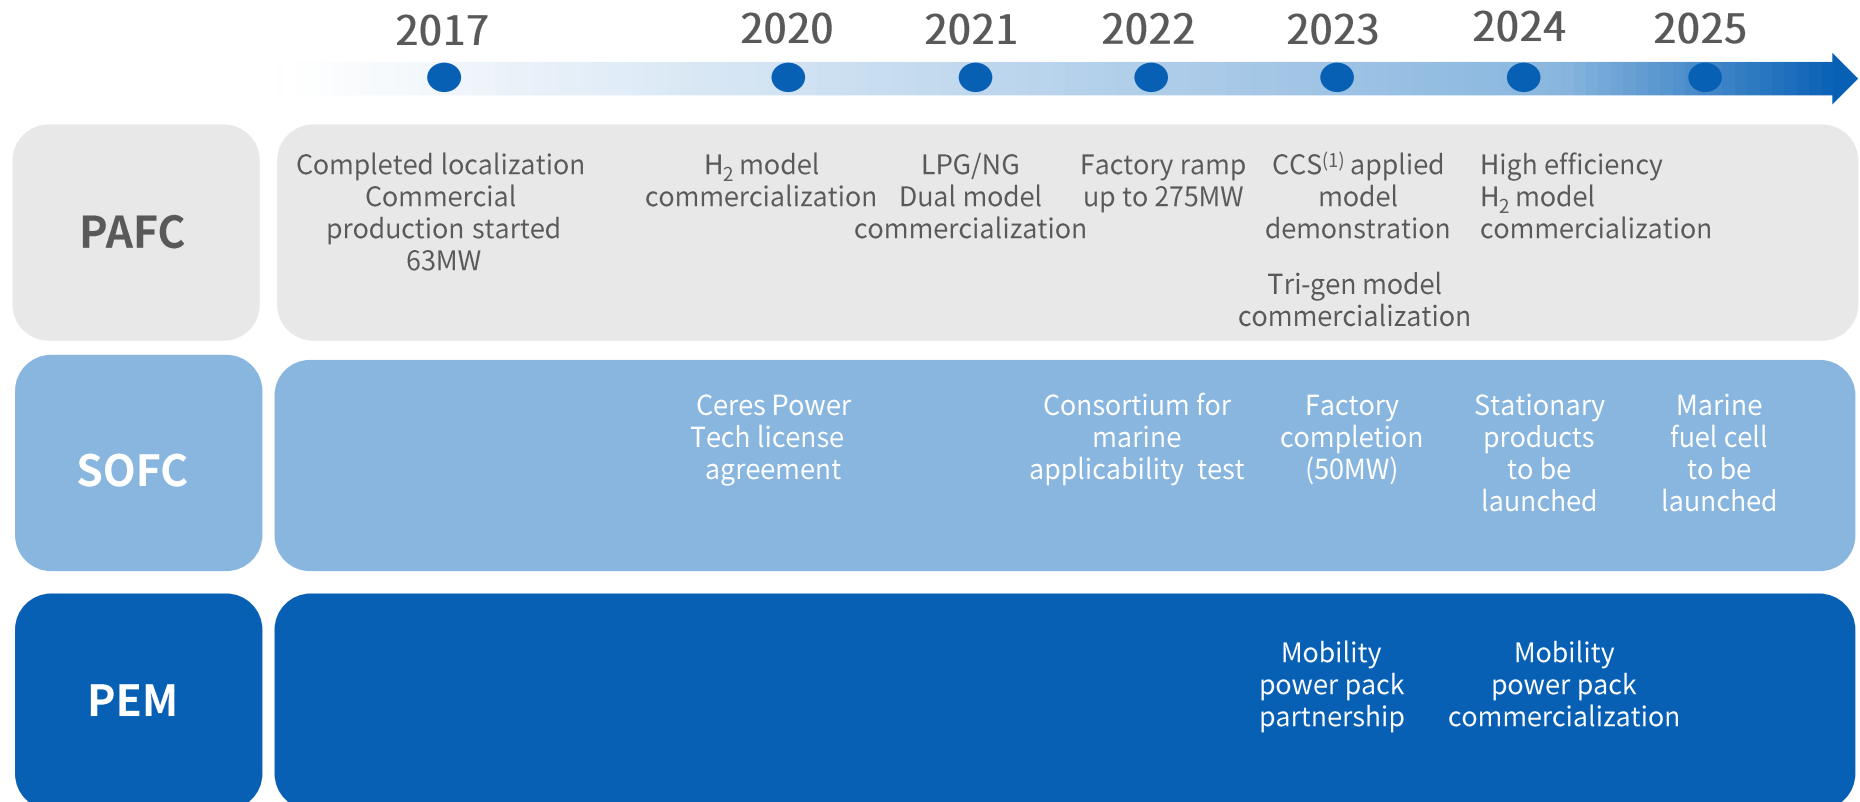 2017
2020
2021
2022
2023
2024
2025
PAFC
Completed localization
Commercial
production started
63MW
H₂ model
commercialization
LPG/NG
Dual model
commercialization
Factory ramp
up to 275MW
CCS⁽¹⁾ applied
model
demonstration
Tri-gen model
commercialization
High efficiency
H₂ model
commercialization
SOFC
Ceres Power
Tech license
agreement
Consortium for
marine
applicability test
Factory
completion
(50MW)
Stationary
products
to be
launched
Marine
fuel cell
to be
launched
PEM
Mobility
power pack
partnership
Mobility
power pack
commercialization